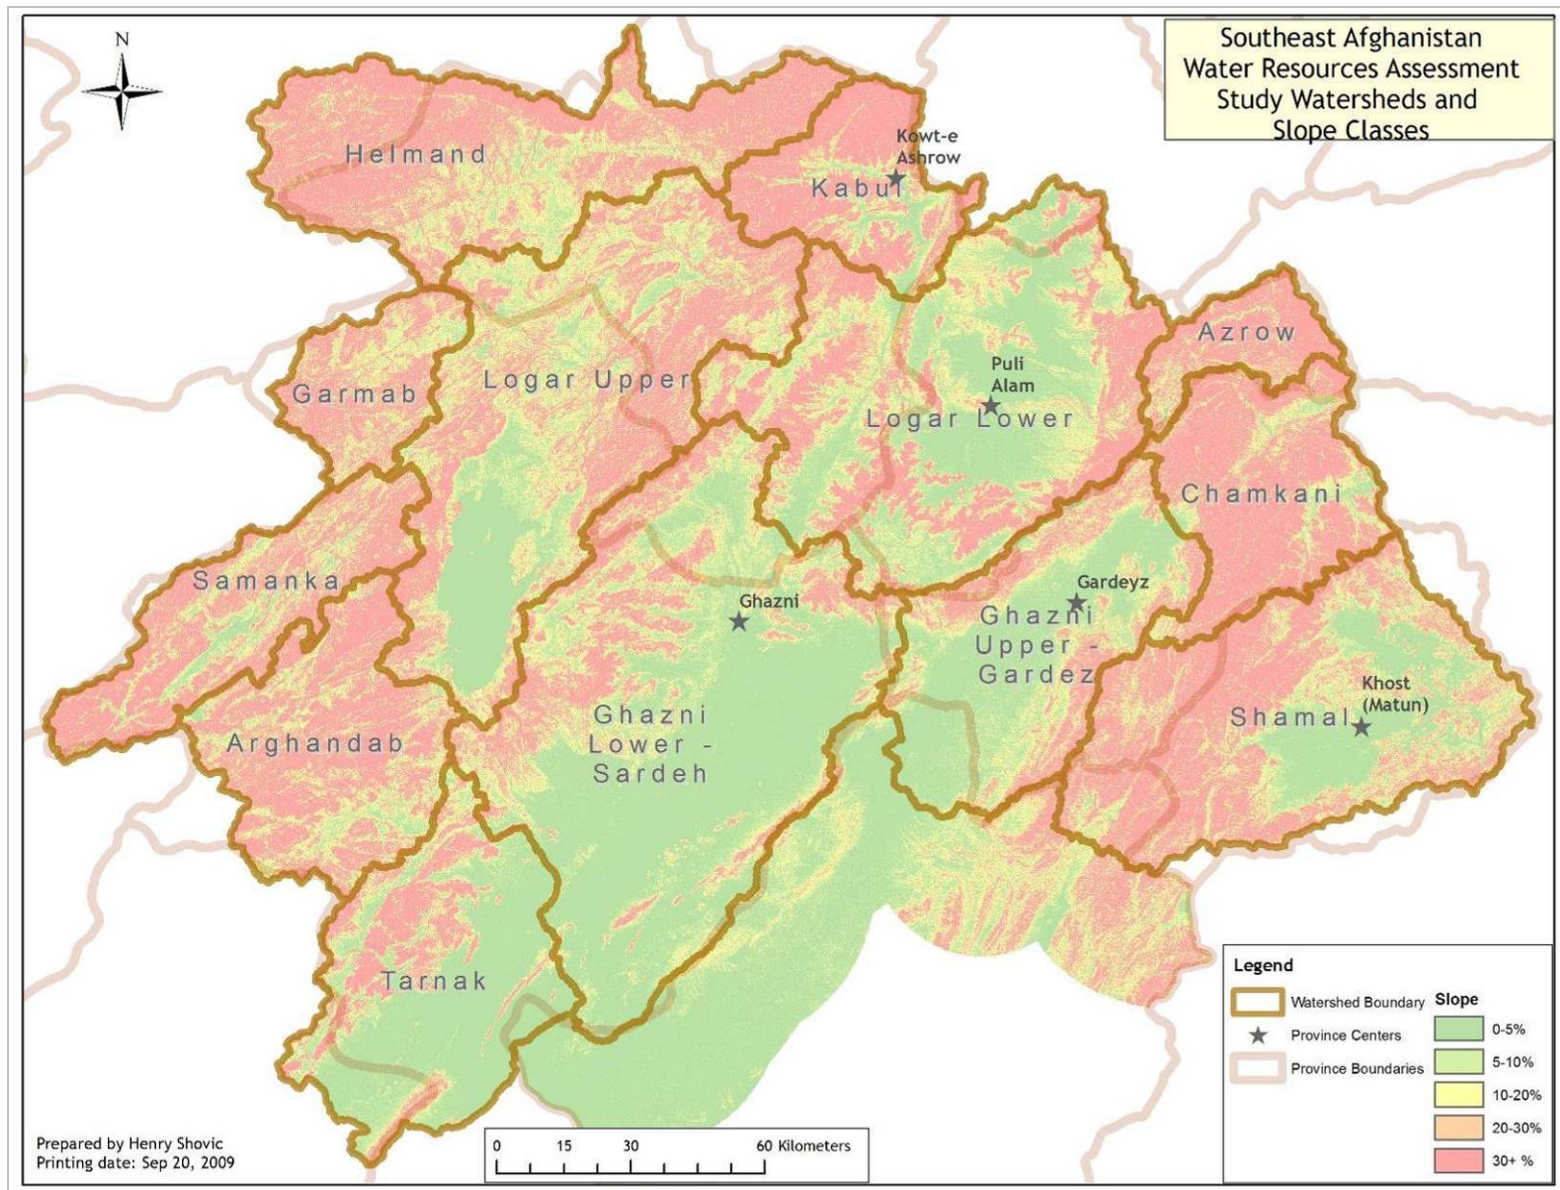 N
Southeast Afghanistan
Water Resources Assessment
Study Watersheds and
Slope Classes
Kowt-e
Ashrow
Helmand
Kabul
Azrow
Puli
Alam
Logar Upper
Garmab
Logar Lower
Chamkani
Samanka
Gardeyz
Ghazni
Ghazni
Upper -
Gardez
Khost
(Matun)
Shamal
Ghazni
Lower -
Sardeh
Arghandab
Tarnak
Legend
Watershed Boundary
Province Centers
Province Boundaries
Slope
0-5%
5-10%
10-20%
20-30%
30+ %
Prepared by Henry Shovic
Printing date: Sep 20, 2009
0 15 30 60 Kilometers